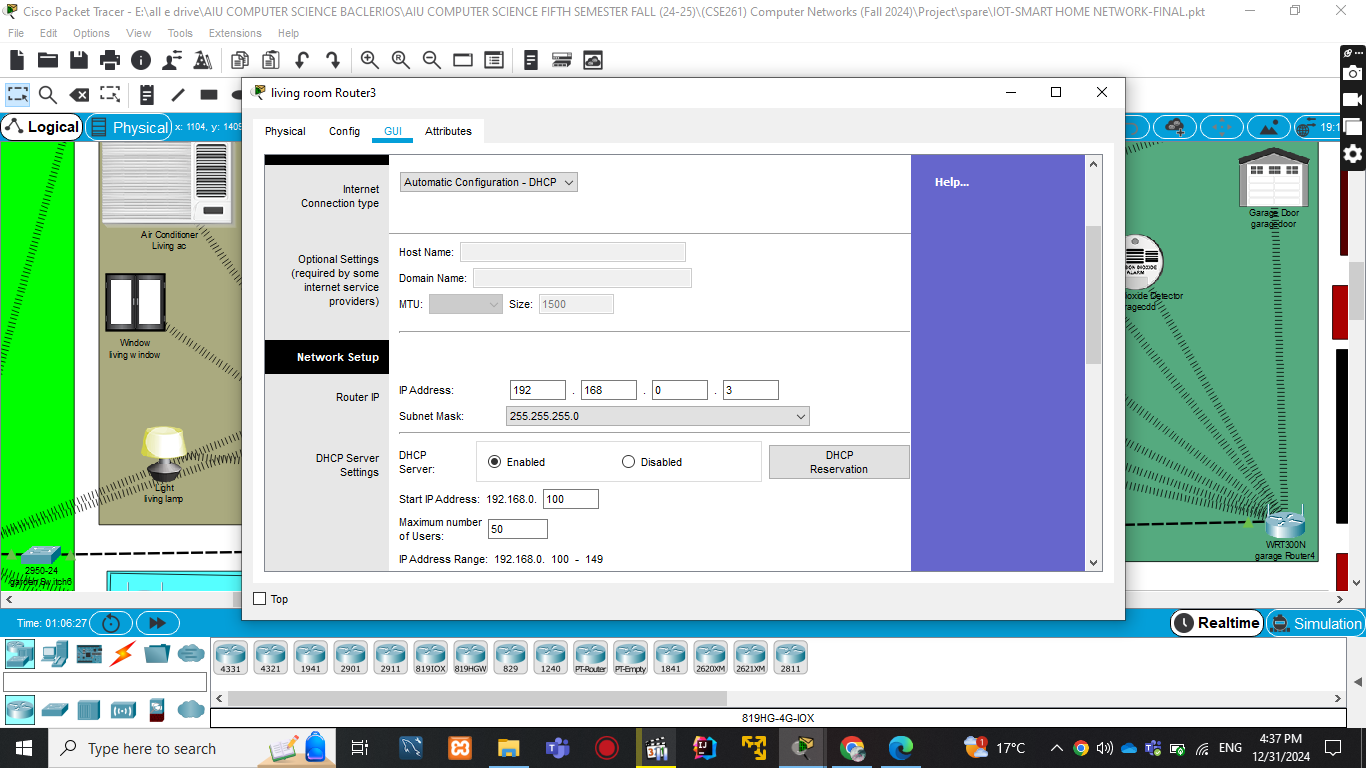 Cisco Packet Tracer - E:\all e drive\AIU COMPUTER SCIENCE BACLERIOS\AIU COMPUTER SCIENCE FIFTH SEMESTER FALL (24-25)\(CSE261) Computer Networks (Fall 2024)\Project\spare\IOT-SMART HOME NETWORK-FINAL.pkt
File Edit Options View Tools Extensions Help
living room Router3
Logical Physical x: 1104, y: 1409
19:1
Physical Config GUI Attributes
Internet
Connection type
Automatic Configuration - DHCP
Help...
Optional Settings
(required by some
internet service
providers)
Host Name:
Domain Name:
MTU: Size: 1500
Network Setup
Router IP
IP Address: 192 . 168 . 0 . 3
Subnet Mask: 255.255.255.0
DHCP Server
Settings
DHCP
Server:
Enabled Disabled
DHCP
Reservation
Start IP Address: 192.168.0. 100
Maximum number
of Users:
50
IP Address Range: 192.168.0. 100 - 149
Top
Air Conditioner
Living ac
Window
living window
Light
living lamp
2950-24
garden Switch6
Garage Door
garagedoor
ON DIOXIDE
ALARM
oxide Detector
ragecdd
WRT300N
garage Router4
Time: 01:06:27
Realtime Simulation
4331 4321 1941 2901 2911 819IOX 819HGW 829 1240 PT-Router PT-Empty 1841 2620XM 2621XM 2811
819HG-4G-IOX
Type here to search
1
17°C
ENG
4:37 PM
12/31/2024